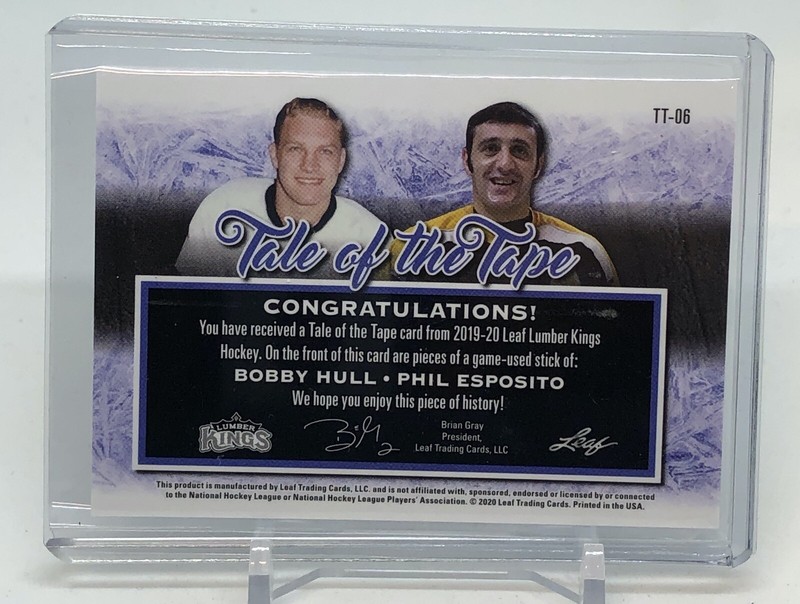 TT-06
Tale of the Tape
CONGRATULATIONS!
You have received a Tale of the Tape card from 2019-20 Leaf Lumber Kings
Hockey. On the front of this card are pieces of a game-used stick of:
BOBBY HULL • PHIL ESPOSITO
We hope you enjoy this piece of history!
LUMBER
KINGS
Brian Gray
President,
Leaf Trading Cards, LLC
Leaf
This product is manufactured by Leaf Trading Cards, LLC. and is not affiliated with, sponsored, endorsed or licensed by or connected
to the National Hockey League or National Hockey League Players' Association. © 2020 Leaf Trading Cards. Printed in the USA.